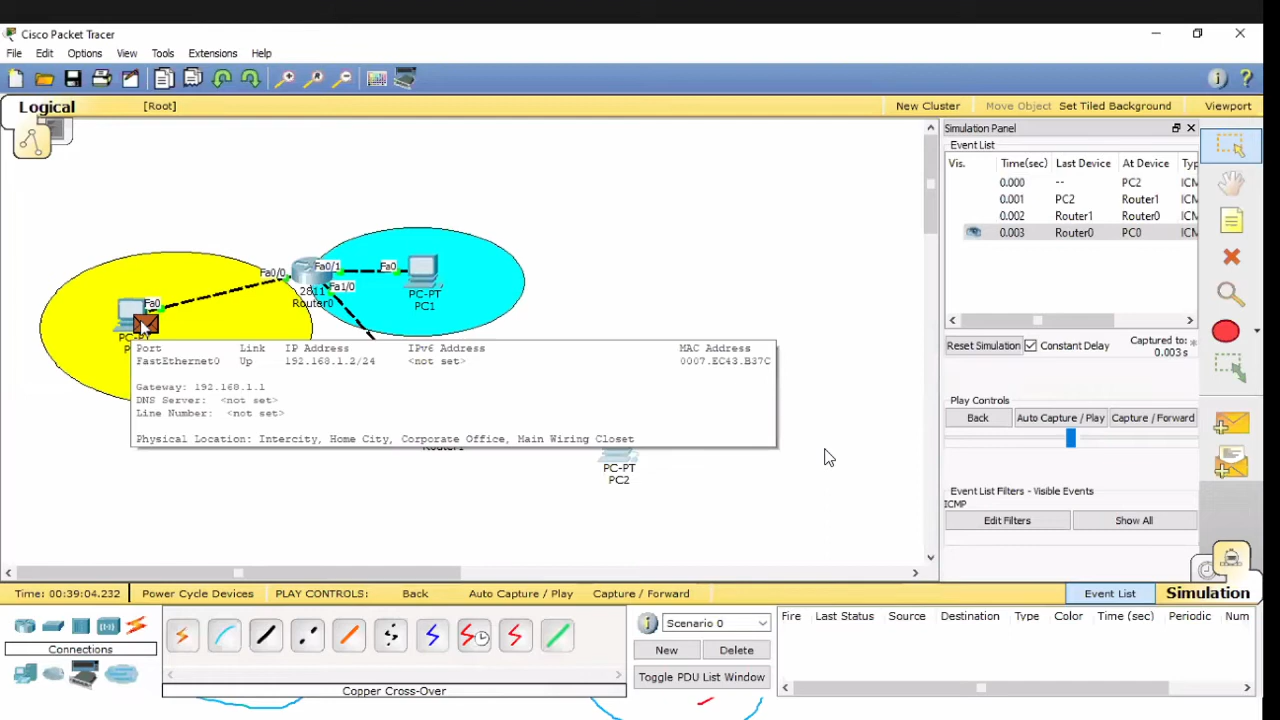 Cisco Packet Tracer
File Edit Options View Tools Extensions Help
Logical [Root] New Cluster Move Object Set Tiled Background Viewport
Simulation Panel
Event List
Vis. Time(sec) Last Device At Device Typ
0.000 -- PC2 ICM
0.001 PC2 Router1 ICM
0.002 Router1 Router0 ICM
0.003 Router0 PC0 ICM
Reset Simulation Constant Delay Captured to: *
0.003 s
Play Controls
Back Auto Capture / Play Capture / Forward
Event List Filters - Visible Events
ICMP
Edit Filters Show All
Fa0/0 Fa0/1 Fa0
2811
Router0
Fa1/0
PC-PT
PC1
Fa0
PC-PT
Port Link IP Address IPv6 Address MAC Address
FastEthernet0 Up 192.168.1.2/24 <not set> 0007.EC43.B37C
Gateway: 192.168.1.1
DNS Server: <not set>
Line Number: <not set>
Physical Location: Intercity, Home City, Corporate Office, Main Wiring Closet
Router1
PC-PT
PC2
Time: 00:39:04.232 Power Cycle Devices PLAY CONTROLS: Back Auto Capture / Play Capture / Forward Event List Simulation
Connections
Copper Cross-Over
Scenario 0
New Delete
Toggle PDU List Window
Fire Last Status Source Destination Type Color Time (sec) Periodic Num